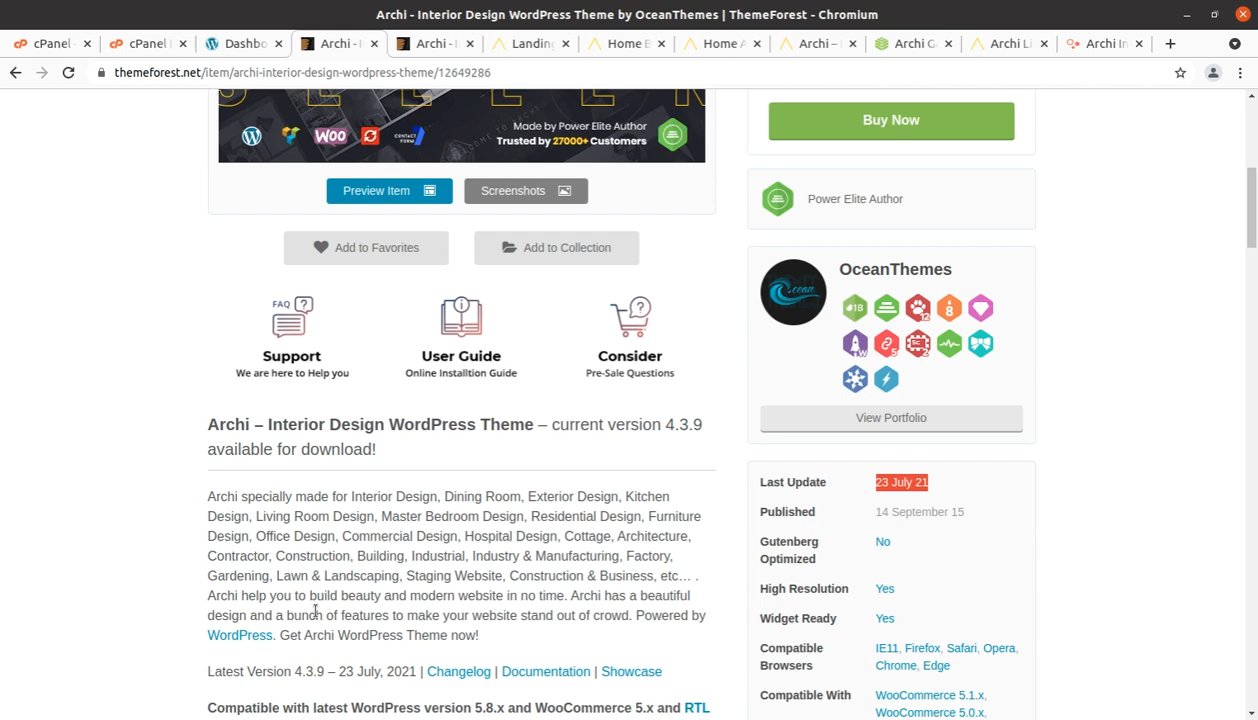 Archi - Interior Design WordPress Theme by OceanThemes | ThemeForest - Chromium
cPanel
cPanel
Dashbo
Archi - I
Archi - I
Landing
Home B
Home A
Archi –
Archi G
Archi Li
Archi In
themeforest.net/item/archi-interior-design-wordpress-theme/12649286
WOO
CONTACT
FORM
Made by Power Elite Author
Trusted by 27000+ Customers
Preview Item
Screenshots
Add to Favorites
Add to Collection
FAQ
Support
We are here to Help you
User Guide
Online Installtion Guide
Consider
Pre-Sale Questions
Archi – Interior Design WordPress Theme – current version 4.3.9
available for download!
Archi specially made for Interior Design, Dining Room, Exterior Design, Kitchen
Design, Living Room Design, Master Bedroom Design, Residential Design, Furniture
Design, Office Design, Commercial Design, Hospital Design, Cottage, Architecture,
Contractor, Construction, Building, Industrial, Industry & Manufacturing, Factory,
Gardening, Lawn & Landscaping, Staging Website, Construction & Business, etc… .
Archi help you to build beauty and modern website in no time. Archi has a beautiful
design and a bunch of features to make your website stand out of crowd. Powered by
WordPress. Get Archi WordPress Theme now!
Latest Version 4.3.9 – 23 July, 2021 | Changelog | Documentation | Showcase
Compatible with latest WordPress version 5.8.x and WooCommerce 5.x and RTL
Buy Now
Power Elite Author
OceanThemes
View Portfolio
Last Update 23 July 21
Published 14 September 15
Gutenberg Optimized No
High Resolution Yes
Widget Ready Yes
Compatible Browsers IE11, Firefox, Safari, Opera,
Chrome, Edge
Compatible With WooCommerce 5.1.x,
WooCommerce 5.0.x,